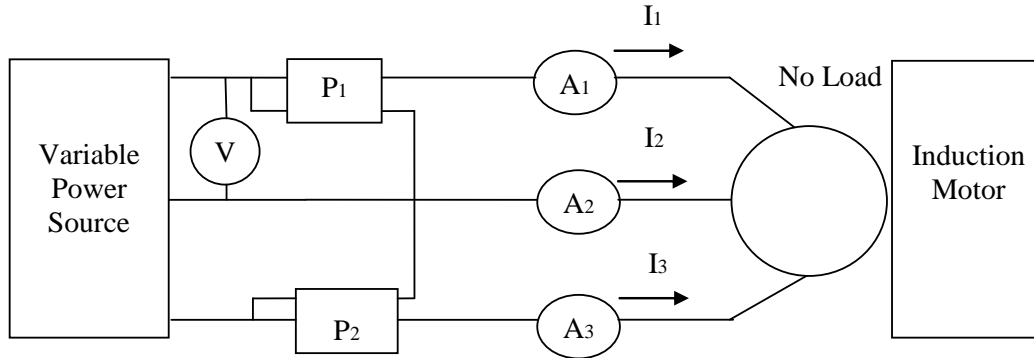 I1
P1
A1
No Load
V
Variable
Power
Source
I2
A2
Induction
Motor
I3
P2
A3